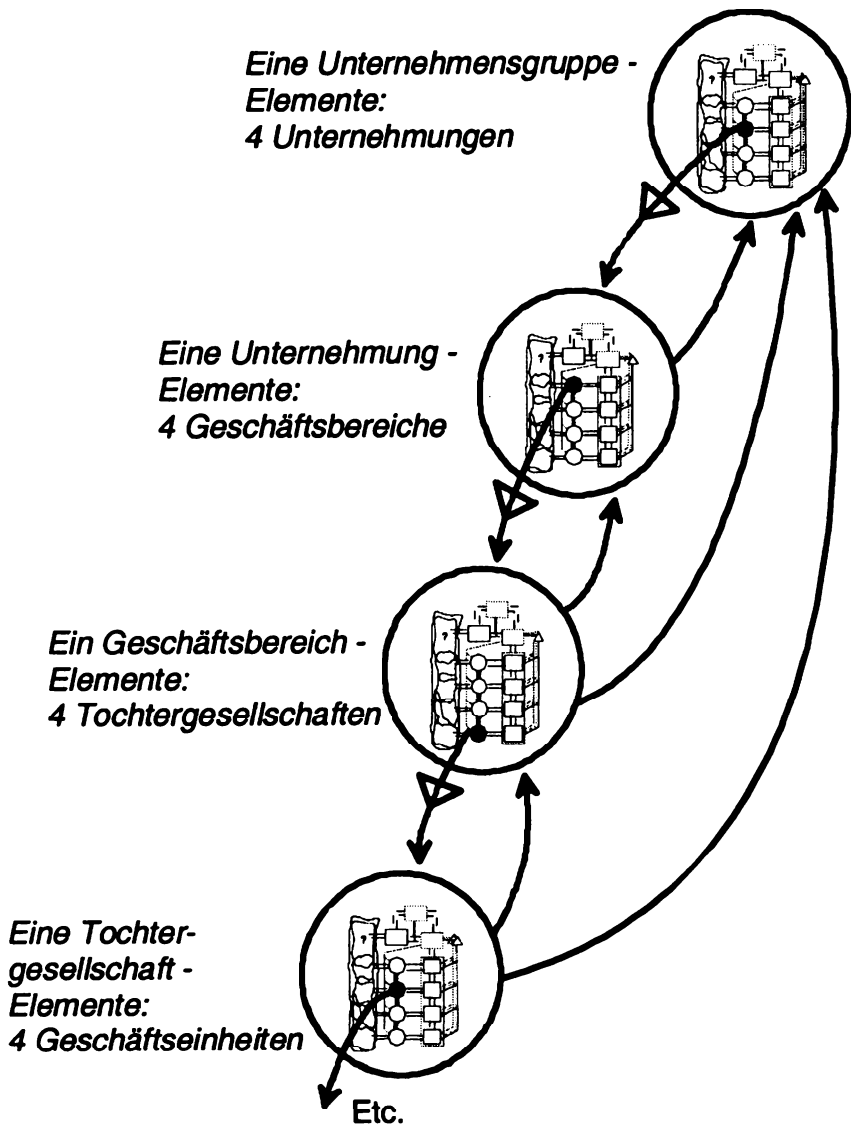 Eine Unternehmensgruppe -
Elemente:
4 Unternehmungen
?
Eine Unternehmung -
Elemente:
4 Geschäftsbereiche
?
Ein Geschäftsbereich -
Elemente:
4 Tochtergesellschaften
?
Eine Tochter-
gesellschaft -
Elemente:
4 Geschäftseinheiten
?
Etc.